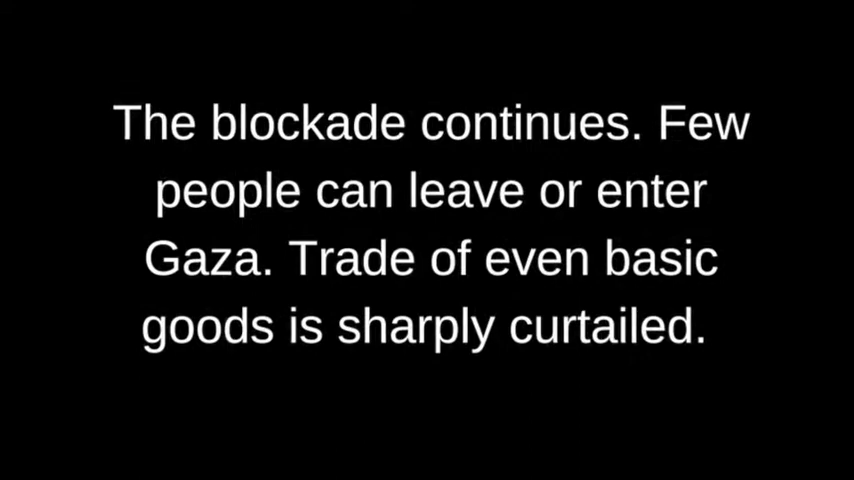 The blockade continues. Few
people can leave or enter
Gaza. Trade of even basic
goods is sharply curtailed.